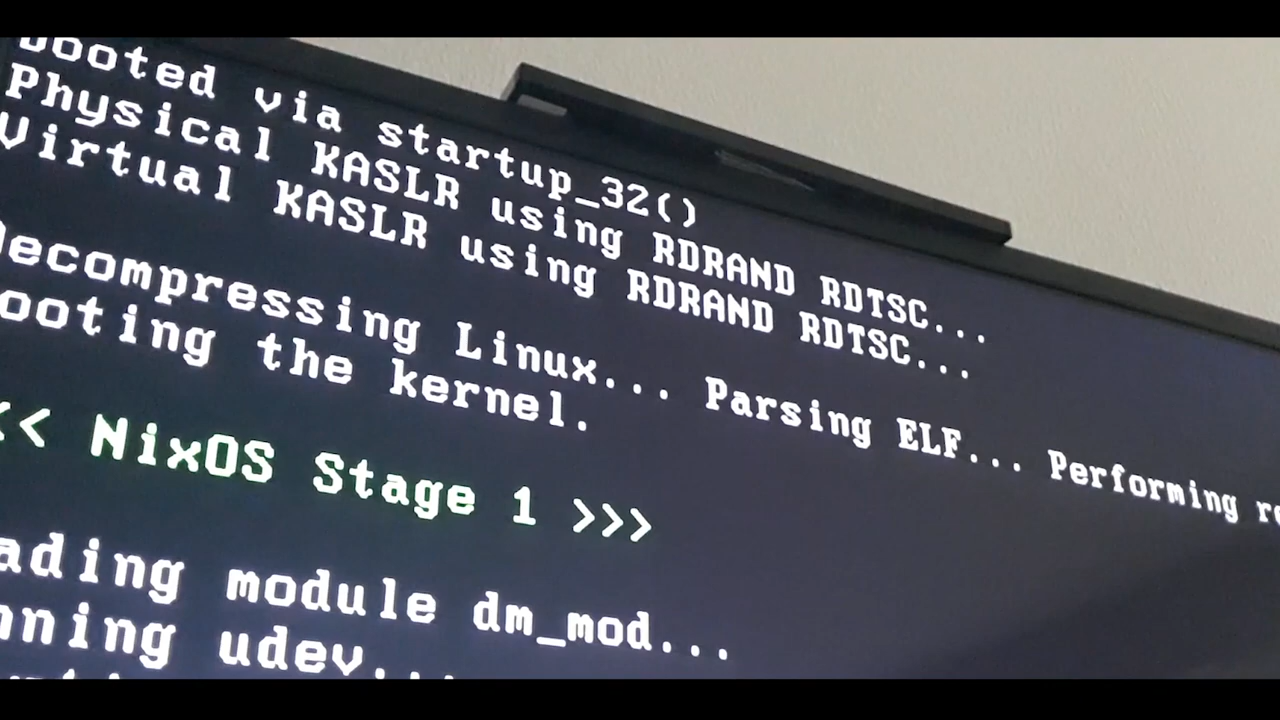 booted via startup_32()
Physical KASLR using RDRAND RDTSC...
Virtual KASLR using RDRAND RDTSC...
Decompressing Linux... Parsing ELF... Performing re
ooting the kernel.
<< NixOS Stage 1 >>>
ading module dm_mod...
nning udev...